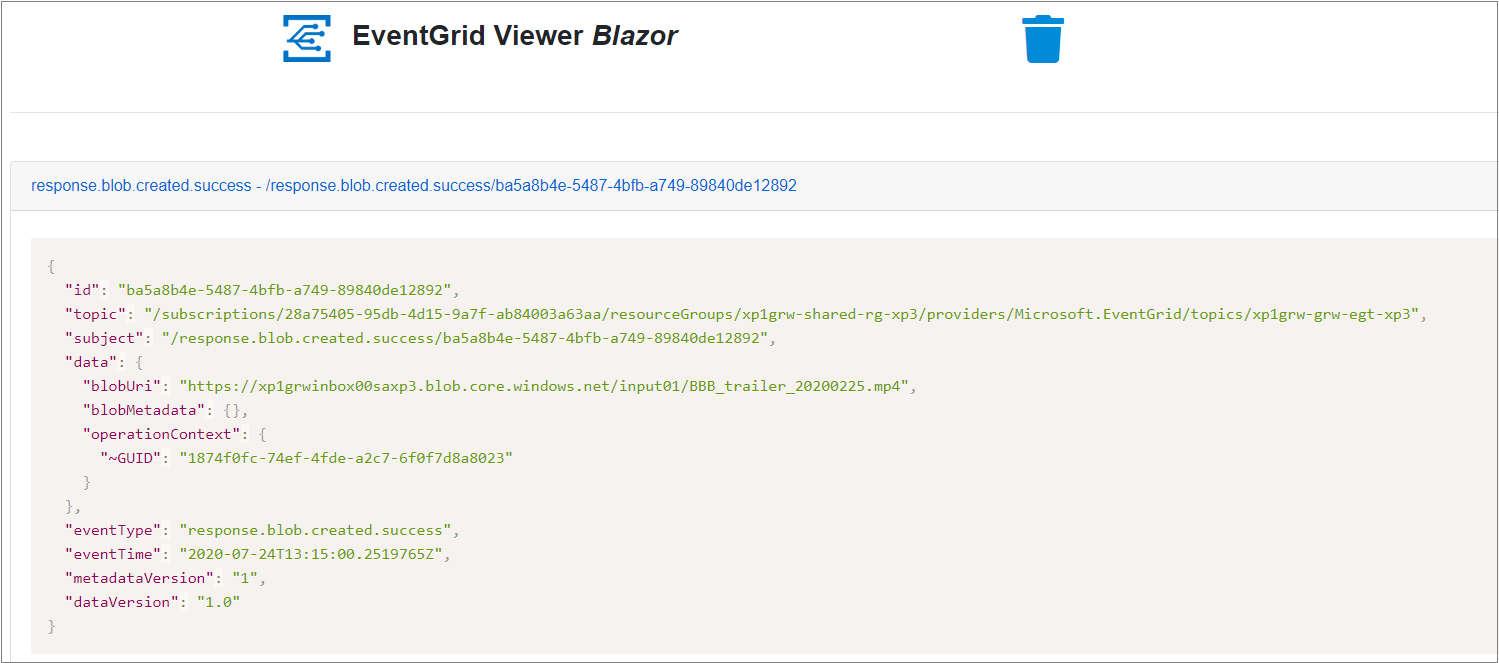 EventGrid Viewer Blazor
response.blob.created.success - /response.blob.created.success/ba5a8b4e-5487-4bfb-a749-89840de12892
{
"id": "ba5a8b4e-5487-4bfb-a749-89840de12892",
"topic": "/subscriptions/28a75405-95db-4d15-9a7f-ab84003a63aa/resourceGroups/xp1grw-shared-rg-xp3/providers/Microsoft.EventGrid/topics/xp1grw-grw-egt-xp3",
"subject": "/response.blob.created.success/ba5a8b4e-5487-4bfb-a749-89840de12892",
"data": {
"blobUri": "https://xp1grwinbox00saxp3.blob.core.windows.net/input01/BBB_trailer_20200225.mp4",
"blobMetadata": {},
"operationContext": {
"~GUID": "1874f0fc-74ef-4fde-a2c7-6f0f7d8a8023"
}
},
"eventType": "response.blob.created.success",
"eventTime": "2020-07-24T13:15:00.2519765Z",
"metadataVersion": "1",
"dataVersion": "1.0"
}